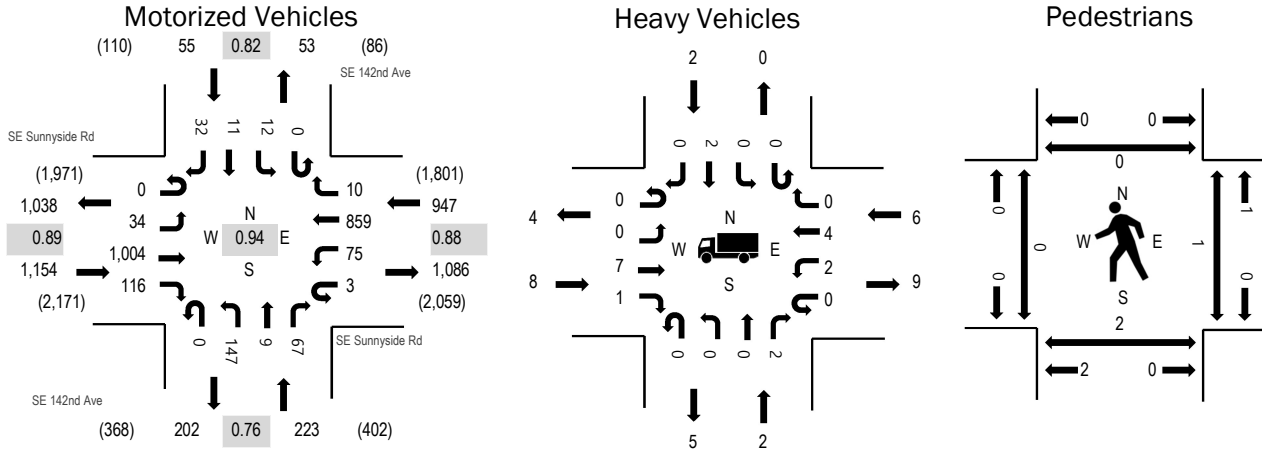 Motorized Vehicles
Heavy Vehicles
Pedestrians
(110) 55 0.82 53 (86)
SE 142nd Ave
32 11 12 0
SE Sunnyside Rd
(1,971)
1,038
0.89
1,154
(2,171)
0
34
1,004
116
N
W 0.94 E
S
10
859
75
3
(1,801)
947
0.88
1,086
(2,059)
0 147 9 67
SE Sunnyside Rd
SE 142nd Ave
(368) 202 0.76 223 (402)
2 0
0 2 0 0
4
8
0
0
7
1
N
W E
S
0
4
2
0
6
9
0 0 0 2
5 2
0 0
0
0
0
0
N
W E
S
1
1
0
2
2 0